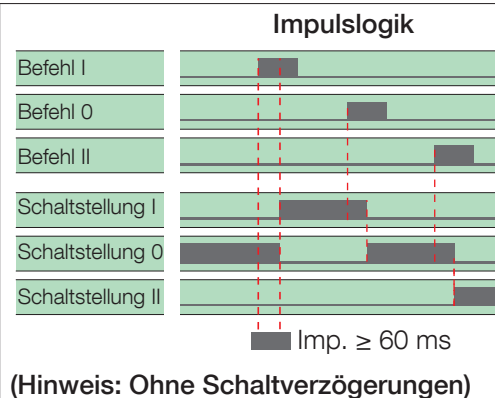 Impulslogik
Befehl I
Befehl 0
Befehl II
Schaltstellung I
Schaltstellung 0
Schaltstellung II
Imp. ≥ 60 ms
(Hinweis: Ohne Schaltverzögerungen)